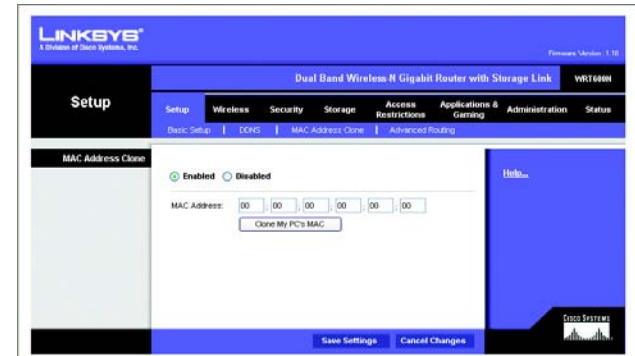 LINKSYS®
A Division of Cisco Systems, Inc.
Firmware Version: 1.10
Dual Band Wireless-N Gigabit Router with Storage Link WRT600N
Setup
Setup Wireless Security Storage Access Restrictions Applications & Gaming Administration Status
Basic Setup | DDNS | MAC Address Clone | Advanced Routing
MAC Address Clone
Enabled Disabled
Help...
MAC Address: 00 : 00 : 00 : 00 : 00 : 00
Clone My PC's MAC
CISCO SYSTEMS
Save Settings Cancel Changes